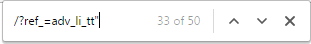 /?ref_=adv_li_tt" 33 of 50